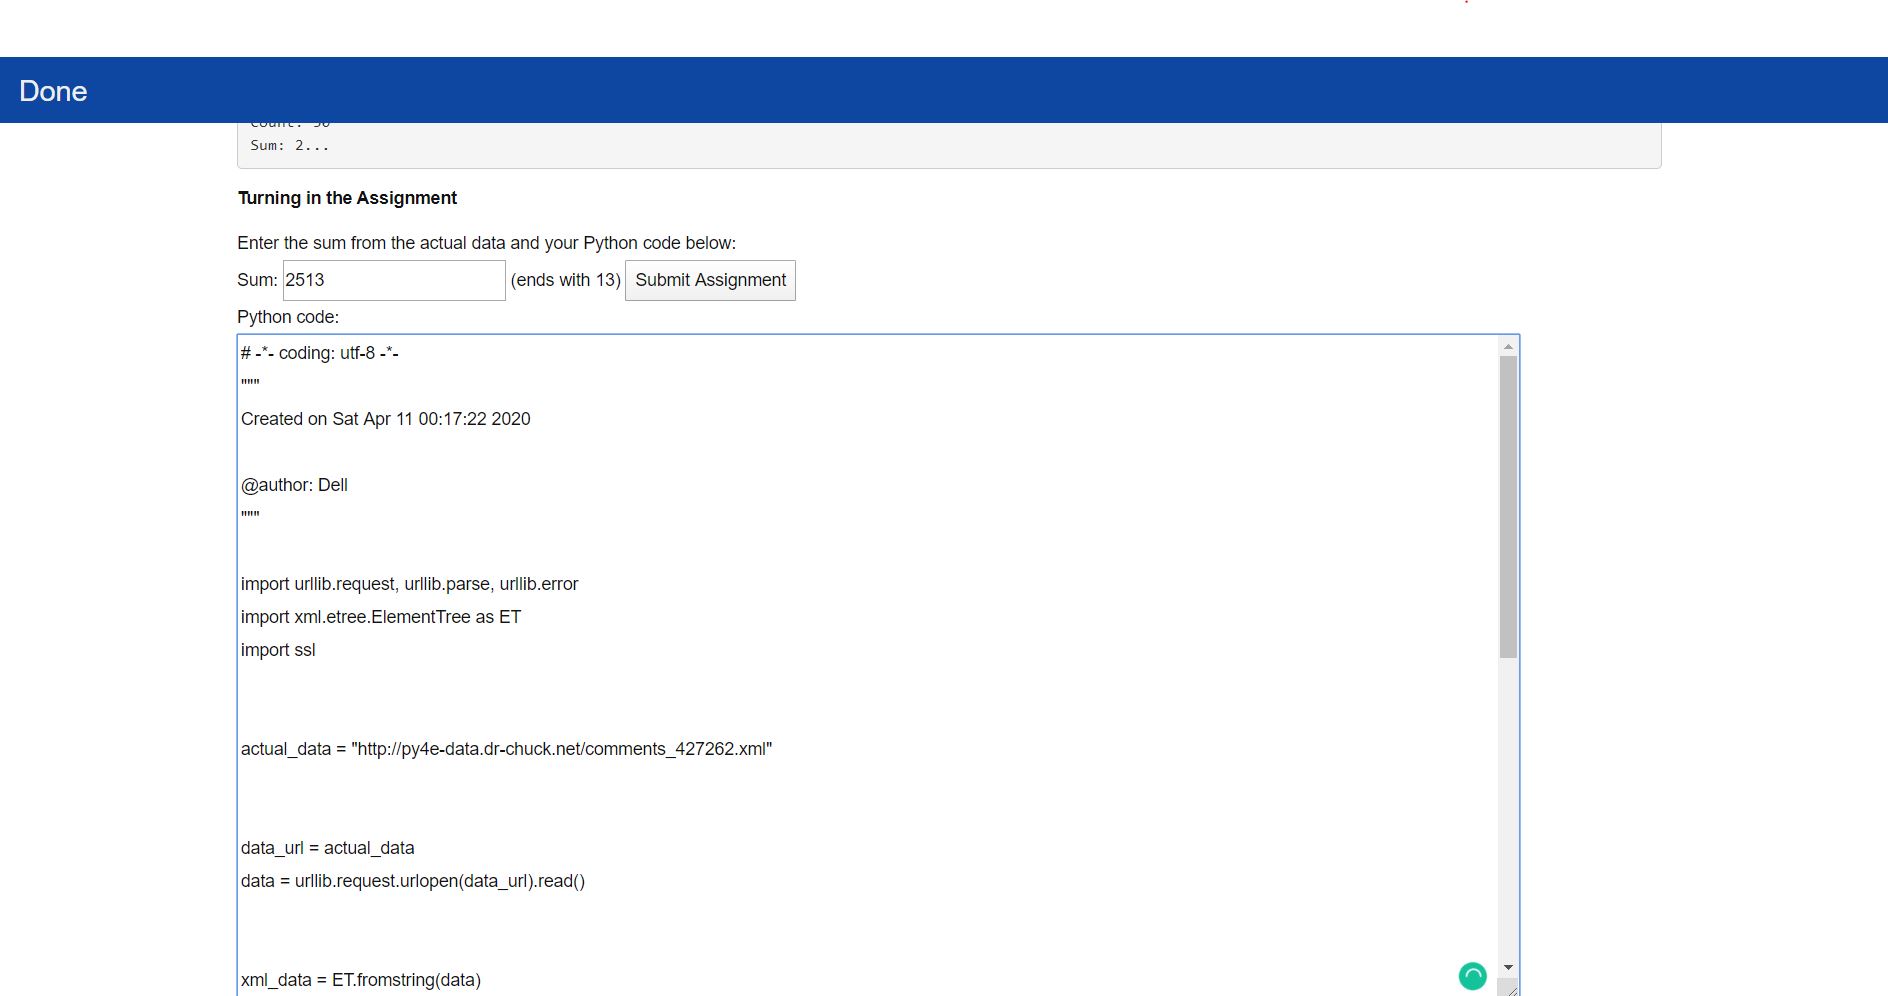 Done
Sum: 2...
Turning in the Assignment
Enter the sum from the actual data and your Python code below:
Sum: 2513 (ends with 13) Submit Assignment
Python code:
# -*- coding: utf-8 -*-
"""
Created on Sat Apr 11 00:17:22 2020
@author: Dell
"""
import urllib.request, urllib.parse, urllib.error
import xml.etree.ElementTree as ET
import ssl
actual_data = "http://py4e-data.dr-chuck.net/comments_427262.xml"
data_url = actual_data
data = urllib.request.urlopen(data_url).read()
xml_data = ET.fromstring(data)